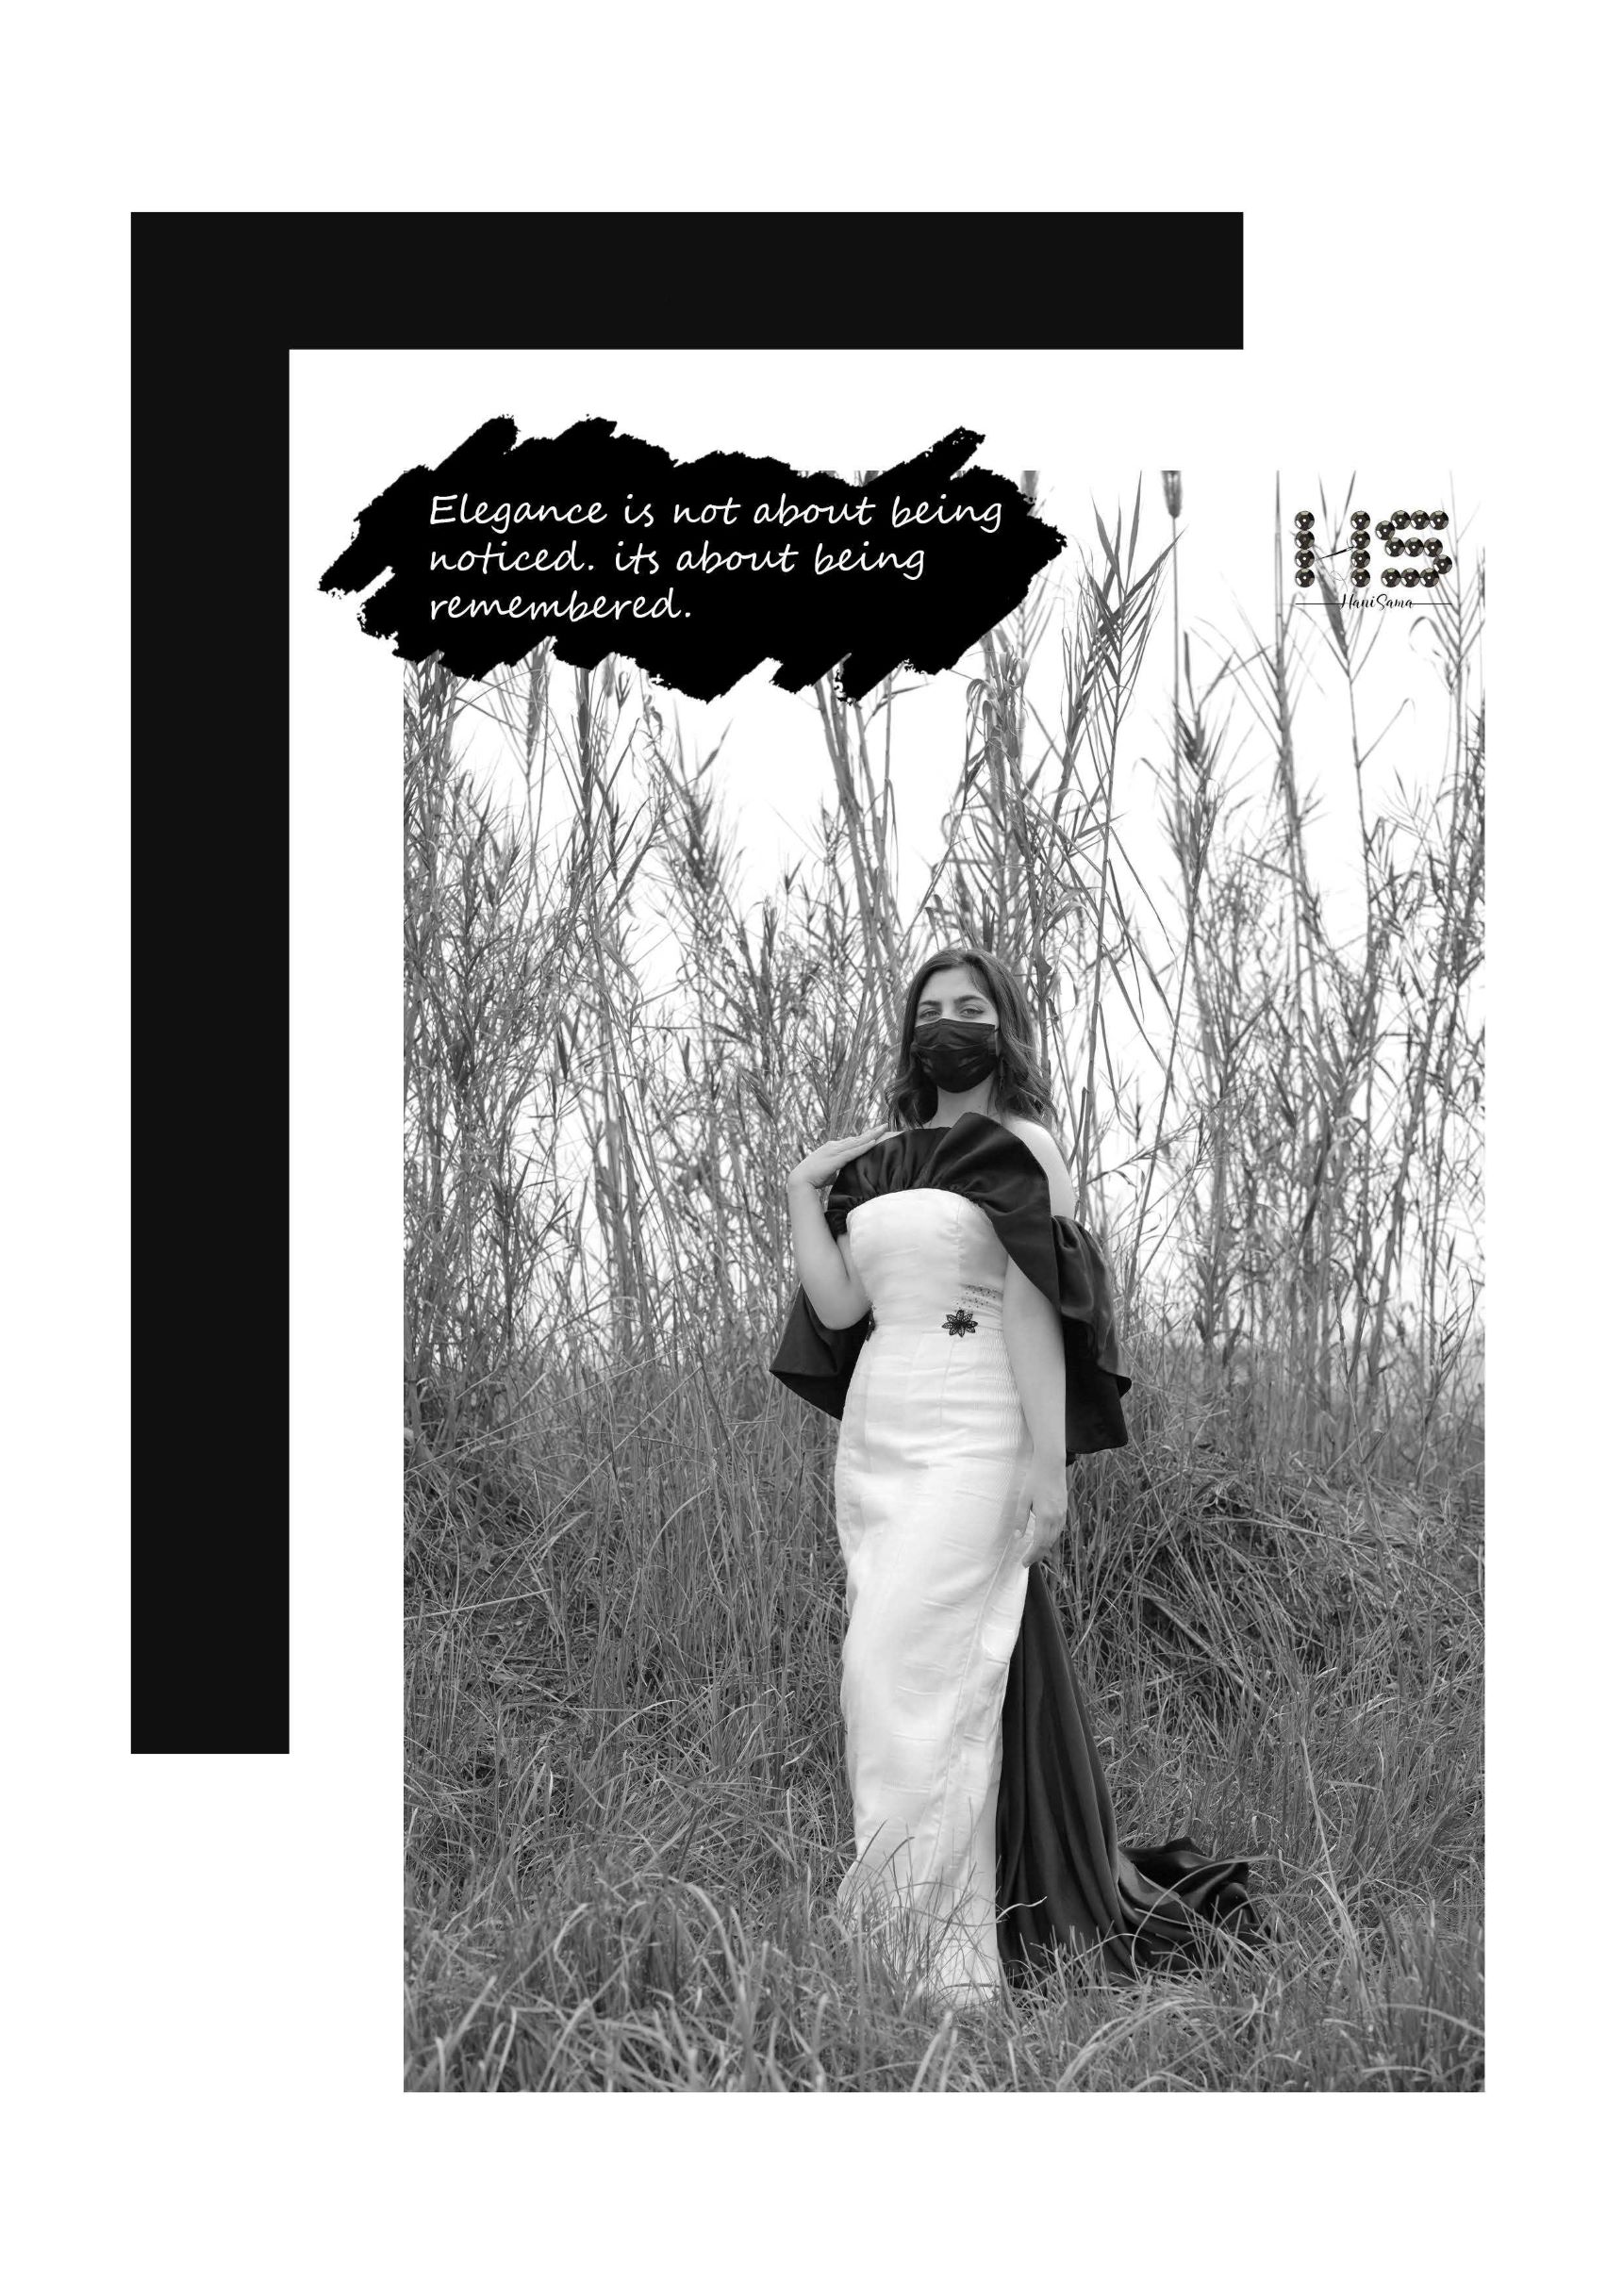 Elegance is not about being
noticed. its about being
remembered.
HS
HaniSama